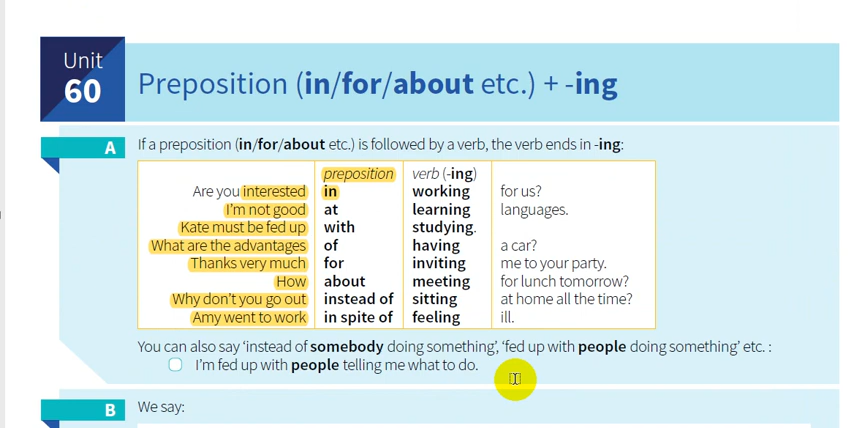 Unit
60
Preposition (in/for/about etc.) + -ing
A
If a preposition (in/for/about etc.) is followed by a verb, the verb ends in -ing:
preposition verb (-ing)
Are you interested in working for us?
I'm not good at learning languages.
Kate must be fed up with studying.
What are the advantages of having a car?
Thanks very much for inviting me to your party.
How about meeting for lunch tomorrow?
Why don't you go out instead of sitting at home all the time?
Amy went to work in spite of feeling ill.
You can also say 'instead of somebody doing something', 'fed up with people doing something' etc. :
I'm fed up with people telling me what to do.
B
We say: